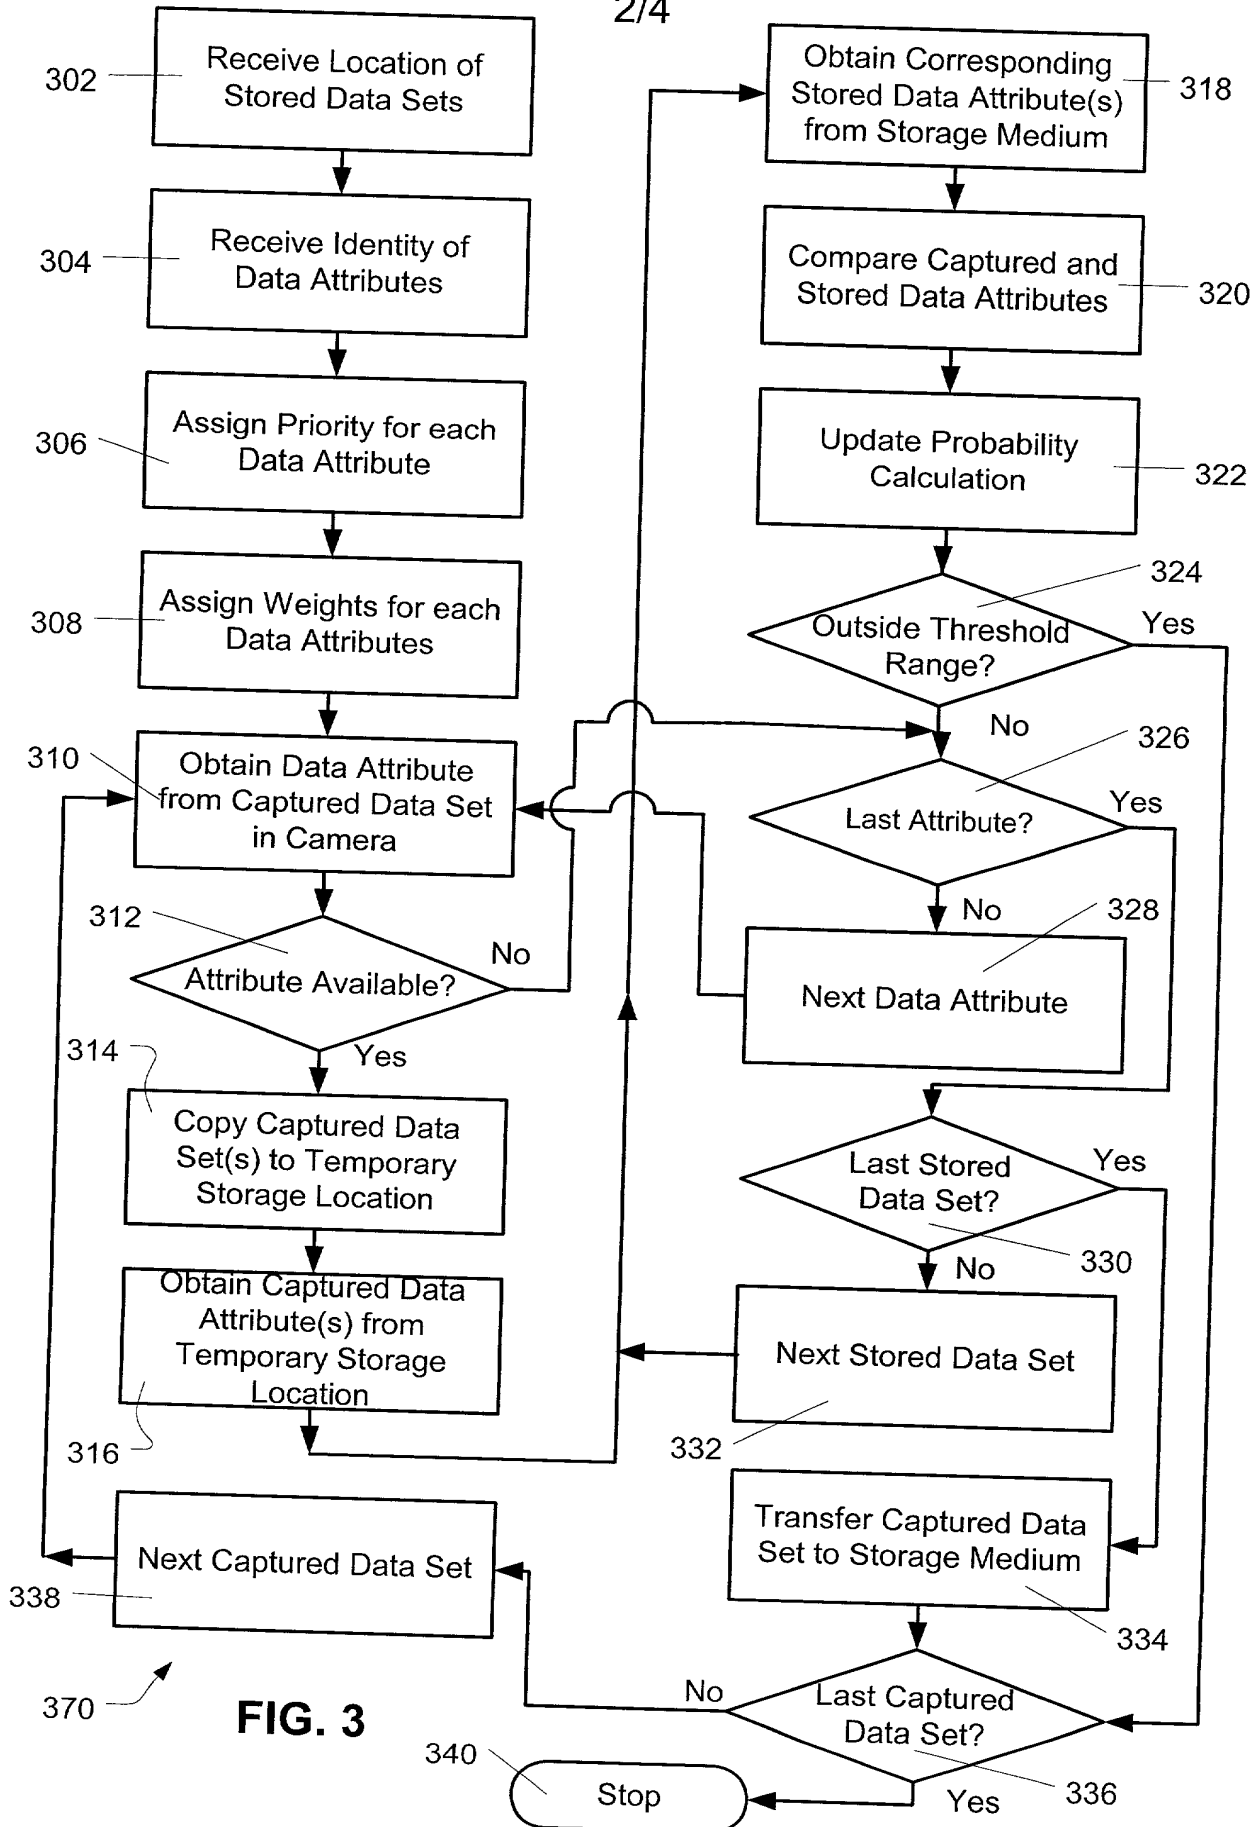 2/4
302
Receive Location of
Stored Data Sets
304
Receive Identity of
Data Attributes
306
Assign Priority for each
Data Attribute
308
Assign Weights for each
Data Attributes
310
Obtain Data Attribute
from Captured Data Set
in Camera
312
Attribute Available?
No
Yes
314
Copy Captured Data
Set(s) to Temporary
Storage Location
Obtain Captured Data
Attribute(s) from
Temporary Storage
Location
316
Next Captured Data Set
338
370
FIG. 3
Obtain Corresponding
Stored Data Attribute(s)
from Storage Medium
318
Compare Captured and
Stored Data Attributes
320
Update Probability
Calculation
322
324
Outside Threshold
Range?
Yes
No
326
Last Attribute?
Yes
No
328
Next Data Attribute
Last Stored
Data Set?
Yes
330
No
Next Stored Data Set
332
Transfer Captured Data
Set to Storage Medium
334
No
Last Captured
Data Set?
336
Yes
340
Stop